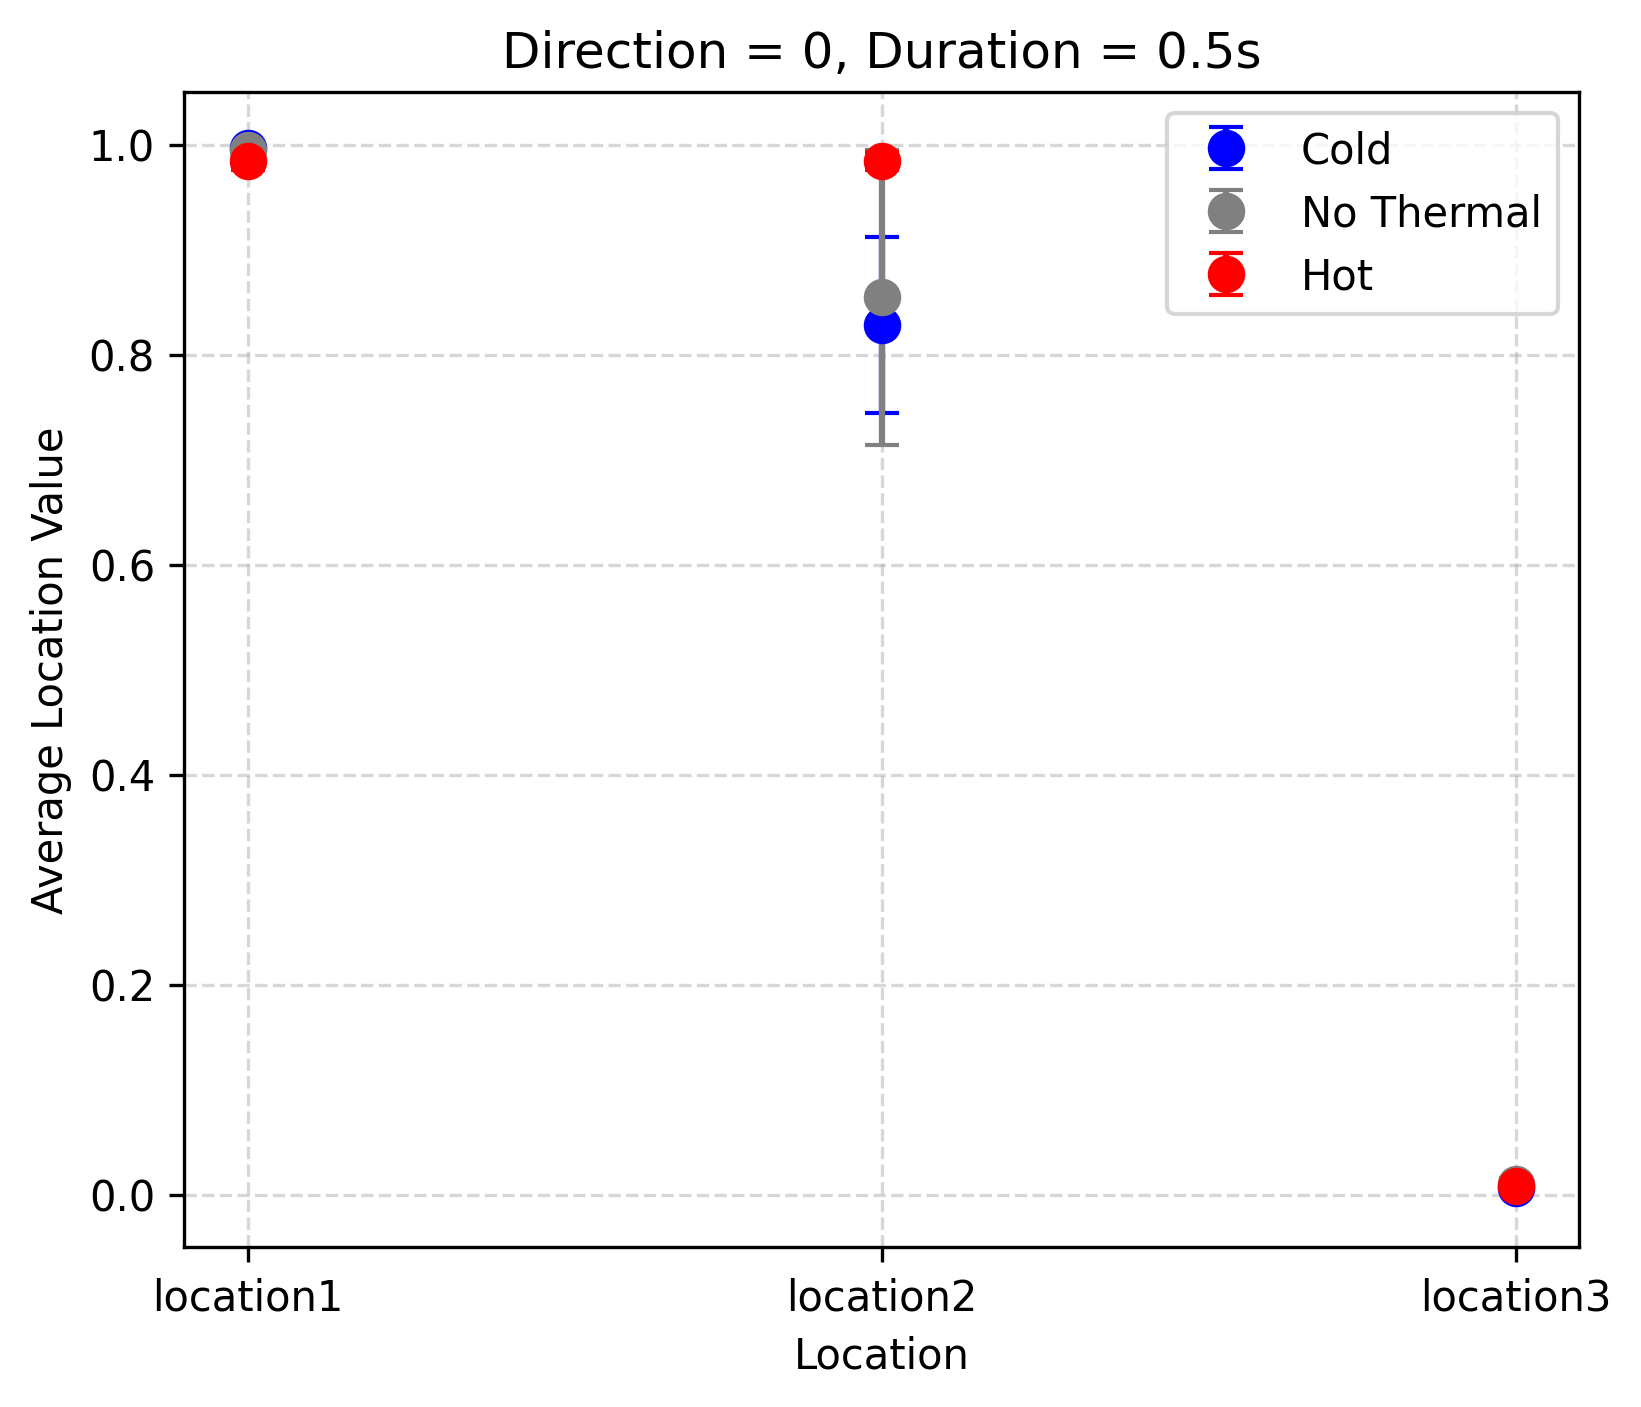 Direction = 0, Duration = 0.5s
Cold
No Thermal
Hot
1.0
0.8
0.6
0.4
0.2
0.0
Average Location Value
location1
location2
location3
Location